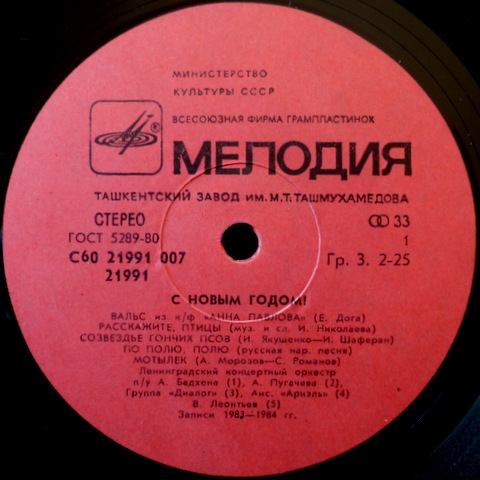 МИНИСТЕРСТВО
КУЛЬТУРЫ СССР
ВСЕСОЮЗНАЯ ФИРМА ГРАМПЛАСТИНОК
МЕЛОДИЯ
ТАШКЕНТСКИЙ ЗАВОД ИМ. М.Т. ТАШМУХАМЕДОВА
СТЕРЕО 33
ГОСТ 5289-80 1
С60 21991 007 Гр. 3. 2-25
21991
С НОВЫМ ГОДОМ!
ВАЛЬС из к/ф «АННА ПАВЛОВА» (Е. Дога)
РАССКАЖИТЕ, ПТИЦЫ (муз. и сл. И. Николаева)
СОЗВЕЗДЬЕ ГОНЧИХ ПСОВ (И. Якушенко—И. Шаферан)
ПО ПОЛЮ, ПОЛЮ (русская нар. песня)
МОТЫЛЕК (А. Морозов—С. Романов)
Ленинградский концертный оркестр
п/у А. Бадхена (1), А. Пугачева (2),
Группа «Диалог» (3), Анс. «Ариэль» (4)
В. Леонтьев (5)
Записи 1983—1984 гг.